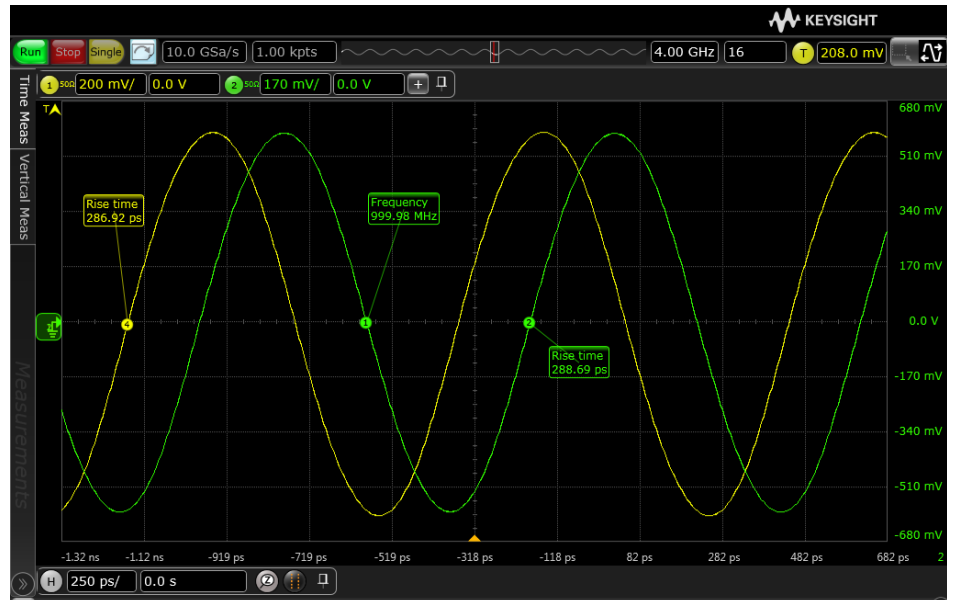 KEYSIGHT
Run Stop Single 10.0 GSa/s 1.00 kpts 4.00 GHz 16 T 208.0 mV
1 50Ω 200 mV/ 0.0 V 2 50Ω 170 mV/ 0.0 V +
Time Meas
Vertical Meas
Measurements
T
680 mV
510 mV
340 mV
170 mV
0.0 V
-170 mV
-340 mV
-510 mV
-680 mV
Rise time
286.92 ps
Frequency
999.98 MHz
Rise time
288.69 ps
4
1
2
-1.32 ns -1.12 ns -919 ps -719 ps -519 ps -318 ps -118 ps 82 ps 282 ps 482 ps 682 ps 2
H 250 ps/ 0.0 s Z